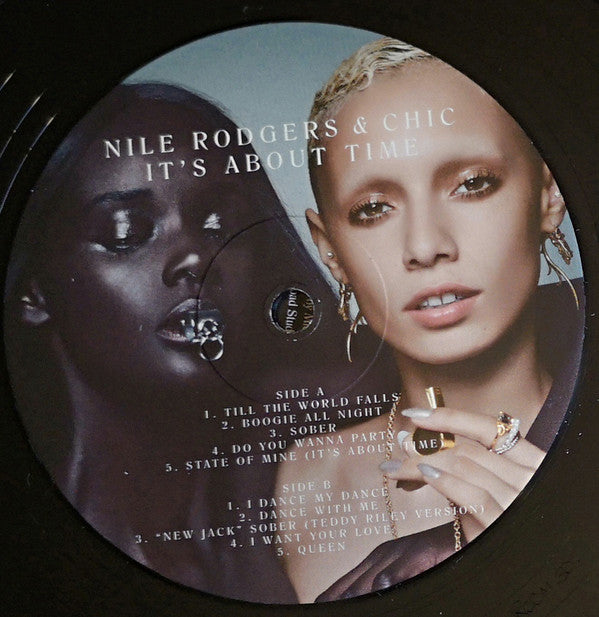 NILE RODGERS & CHIC
IT'S ABOUT TIME
SIDE A
1. TILL THE WORLD FALLS
2. BOOGIE ALL NIGHT
3. SOBER
4. DO YOU WANNA PARTY
5. STATE OF MINE (IT'S ABOUT TIME)
SIDE B
1. I DANCE MY DANCE
2. DANCE WITH ME
3. "NEW JACK" SOBER (TEDDY RILEY VERSION)
4. I WANT YOUR LOVE
5. QUEEN